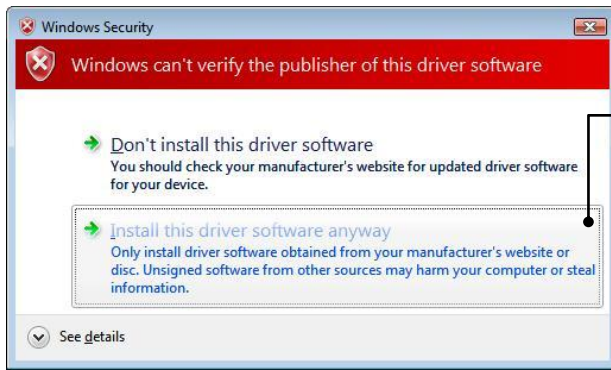 Windows Security
Windows can't verify the publisher of this driver software
Don't install this driver software
You should check your manufacturer's website for updated driver software
for your device.
Install this driver software anyway
Only install driver software obtained from your manufacturer's website or
disc. Unsigned software from other sources may harm your computer or steal
information.
See details